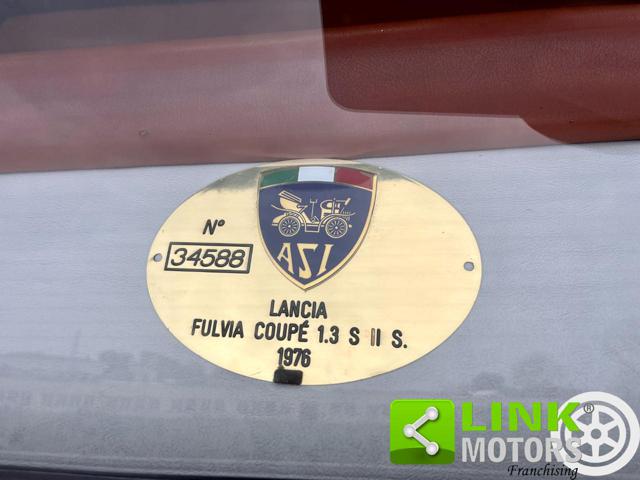 ASI
N°
34588
LANCIA
FULVIA COUPÉ 1.3 S II S.
1976
LINK
MOTORS
Franchising